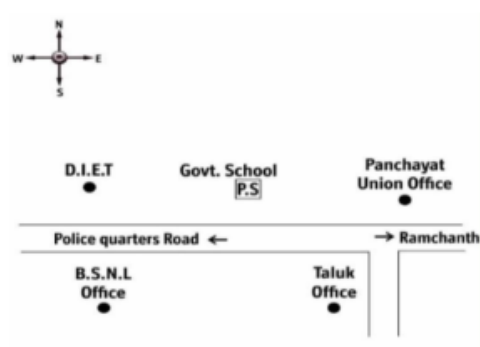 N
W E
S
D.I.E.T
Govt. School
P.S
Panchayat
Union Office
Police quarters Road ←
→ Ramchanth
B.S.N.L
Office
Taluk
Office